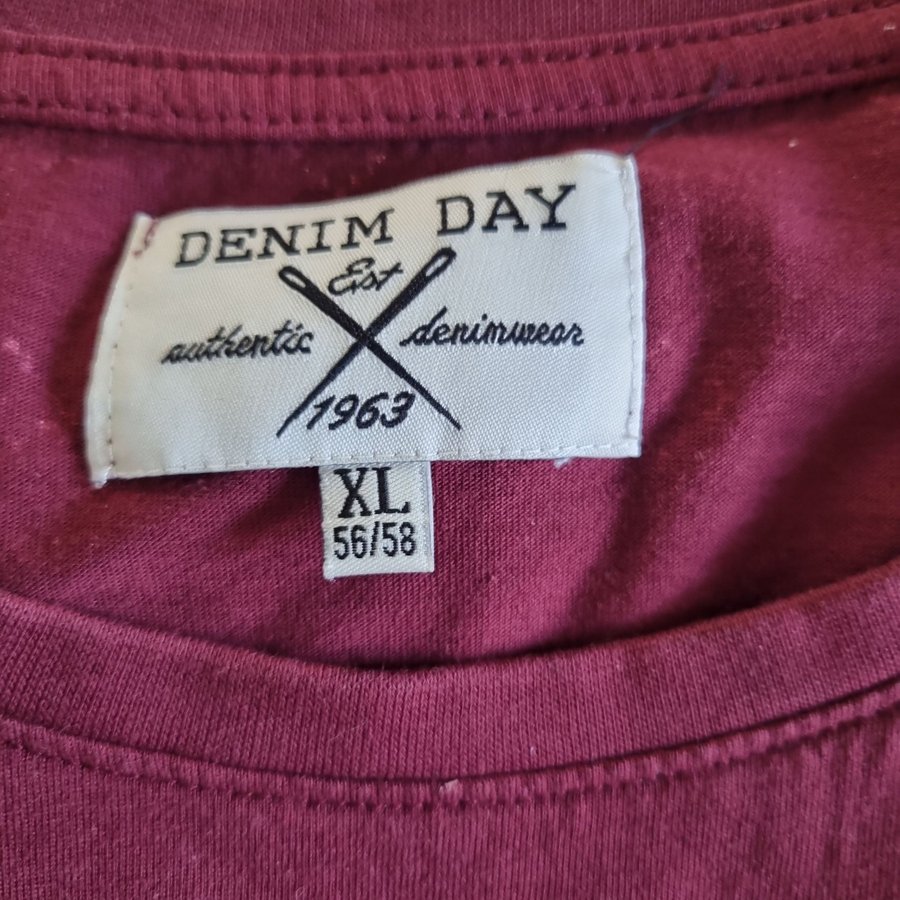 DENIM DAY
Est
authentic denimwear
1963
XL
56/58